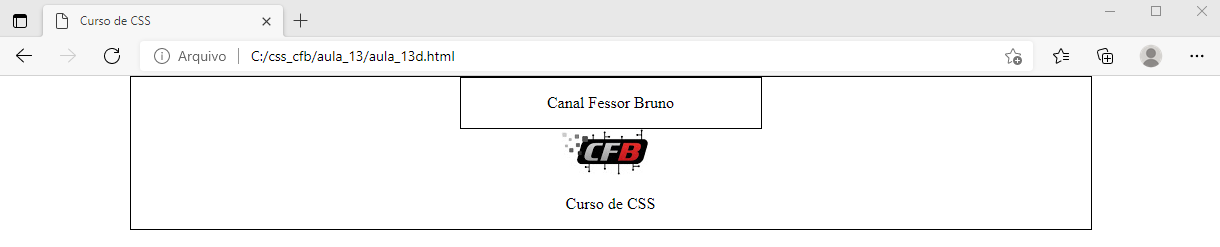 Curso de CSS
Arquivo | C:/css_cfb/aula_13/aula_13d.html
Canal Fessor Bruno
CFB
Curso de CSS